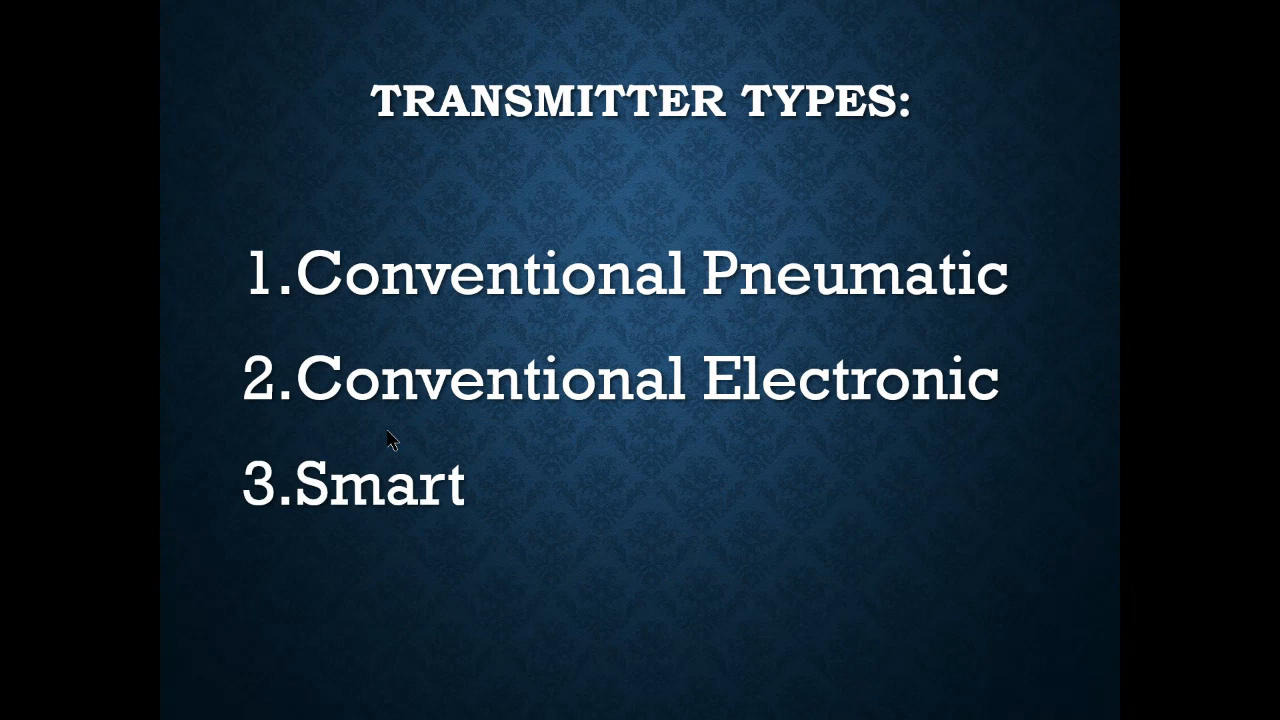 TRANSMITTER TYPES:
1.Conventional Pneumatic
2.Conventional Electronic
3.Smart